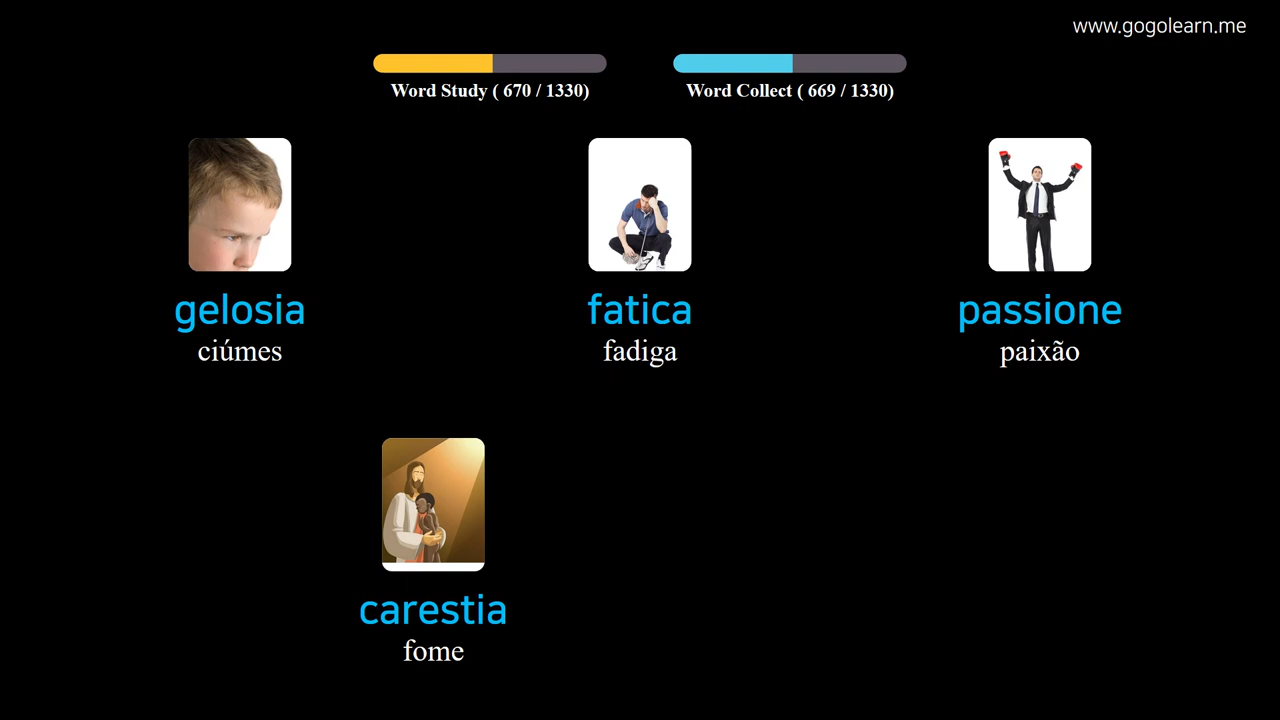 www.gogolearn.me
Word Study ( 670 / 1330)
Word Collect ( 669 / 1330)
gelosia
ciúmes
fatica
fadiga
passione
paixão
carestia
fome